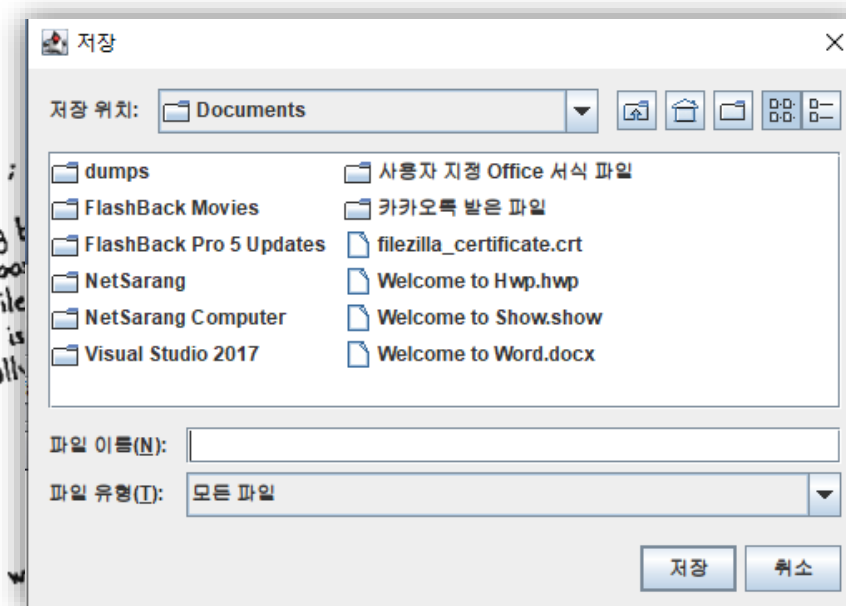 저장
저장 위치: Documents
dumps
FlashBack Movies
FlashBack Pro 5 Updates
NetSarang
NetSarang Computer
Visual Studio 2017
사용자 지정 Office 서식 파일
카카오톡 받은 파일
filezilla_certificate.crt
Welcome to Hwp.hwp
Welcome to Show.show
Welcome to Word.docx
파일 이름(N):
파일 유형(T): 모든 파일
저장 취소
;
is
w